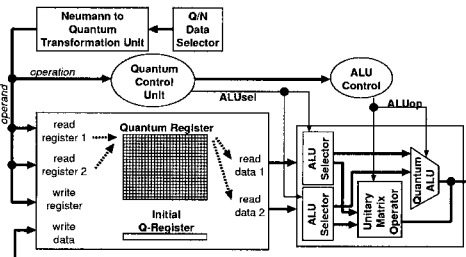 Neumann to
Quantum
Transformation Unit
Q/N
Data
Selector
operation
Quantum
Control
Unit
ALU
Control
ALUsel
ALUop
operand
read
register 1
read
register 2
write
register
write
data
Quantum Register
Initial
Q-Register
read
data 1
read
data 2
ALU
Selector
ALU
Selector
Unitary
Matrix
Operator
Quantum
ALU